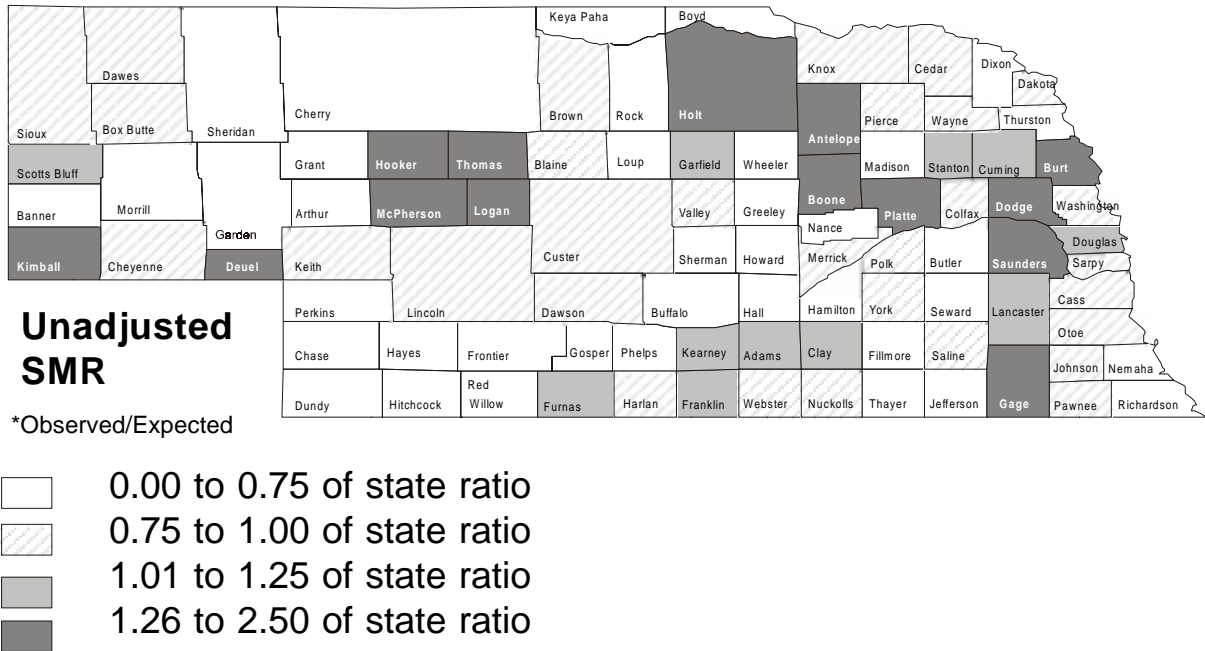 Keya Paha Boyd
Dawes Knox Cedar Dixon
Dakota
Cherry Brown Rock Holt Pierce Wayne Thurston
Sioux Box Butte Sheridan Antelope
Scotts Bluff Grant Hooker Thomas Blaine Loup Garfield Wheeler Madison Stanton Cuming Burt
Banner Morrill Arthur McPherson Logan Valley Greeley Boone Platte Colfax Dodge Washington
Garden Nance Douglas
Kimball Cheyenne Deuel Keith Custer Sherman Howard Merrick Polk Butler Saunders Sarpy
Perkins Lincoln Dawson Buffalo Hall Hamilton York Seward Lancaster Cass
Otoe
Chase Hayes Frontier Gosper Phelps Kearney Adams Clay Fillmore Saline Johnson Nemaha
Red
Dundy Hitchcock Willow Furnas Harlan Franklin Webster Nuckolls Thayer Jefferson Gage Pawnee Richardson
Unadjusted
SMR
*Observed/Expected
0.00 to 0.75 of state ratio
0.75 to 1.00 of state ratio
1.01 to 1.25 of state ratio
1.26 to 2.50 of state ratio